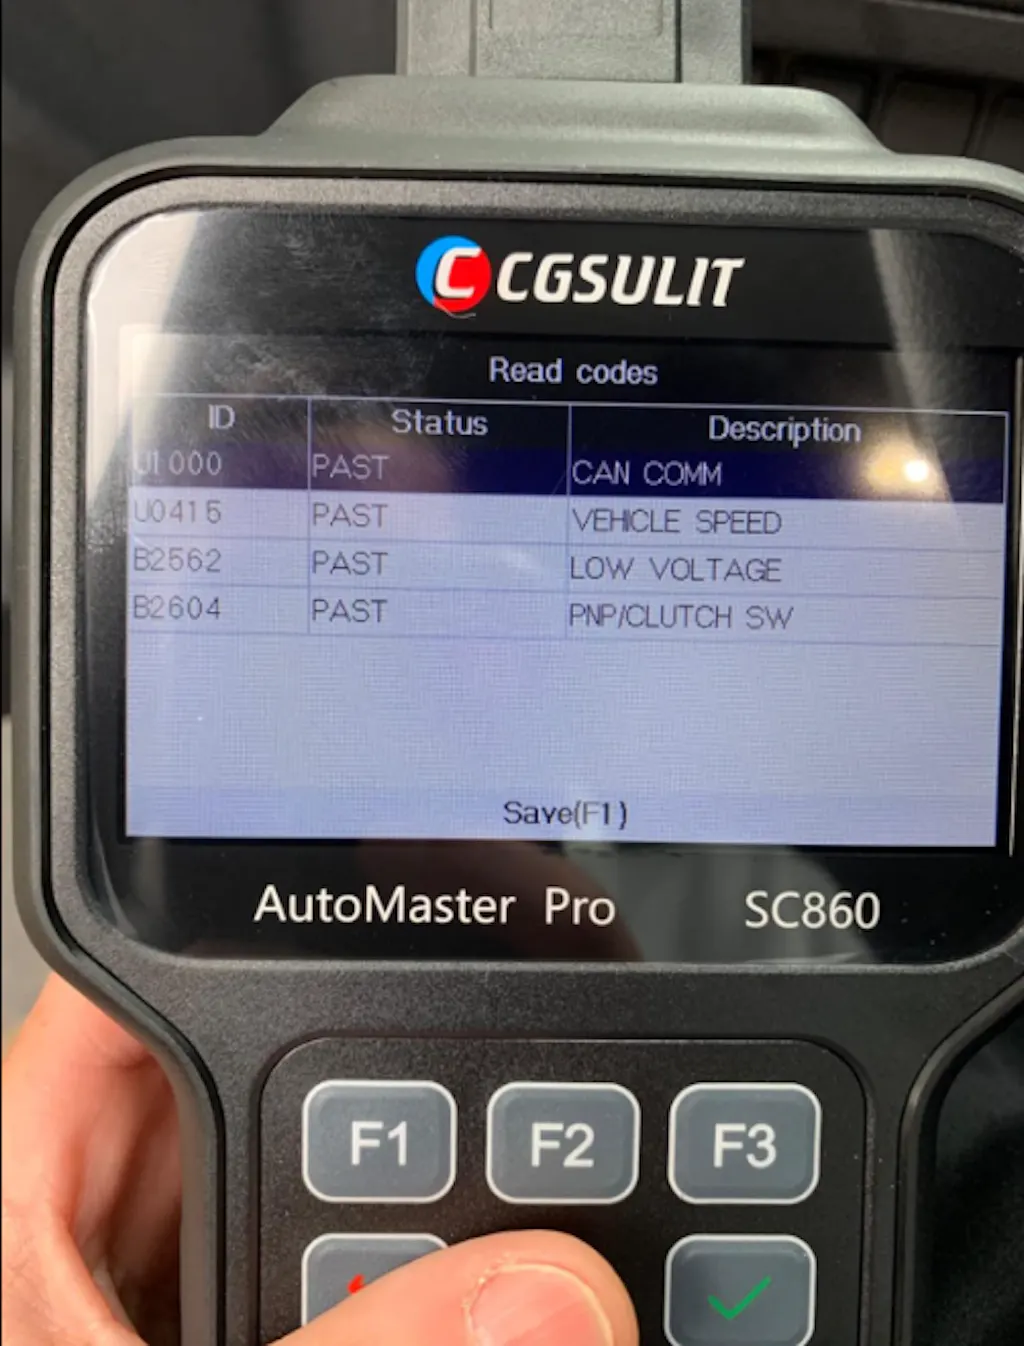 CGSULIT
Read codes
ID Status Description
U1000 PAST CAN COMM
U0415 PAST VEHICLE SPEED
B2562 PAST LOW VOLTAGE
B2604 PAST PNP/CLUTCH SW
Save(F1)
AutoMaster Pro SC860
F1 F2 F3